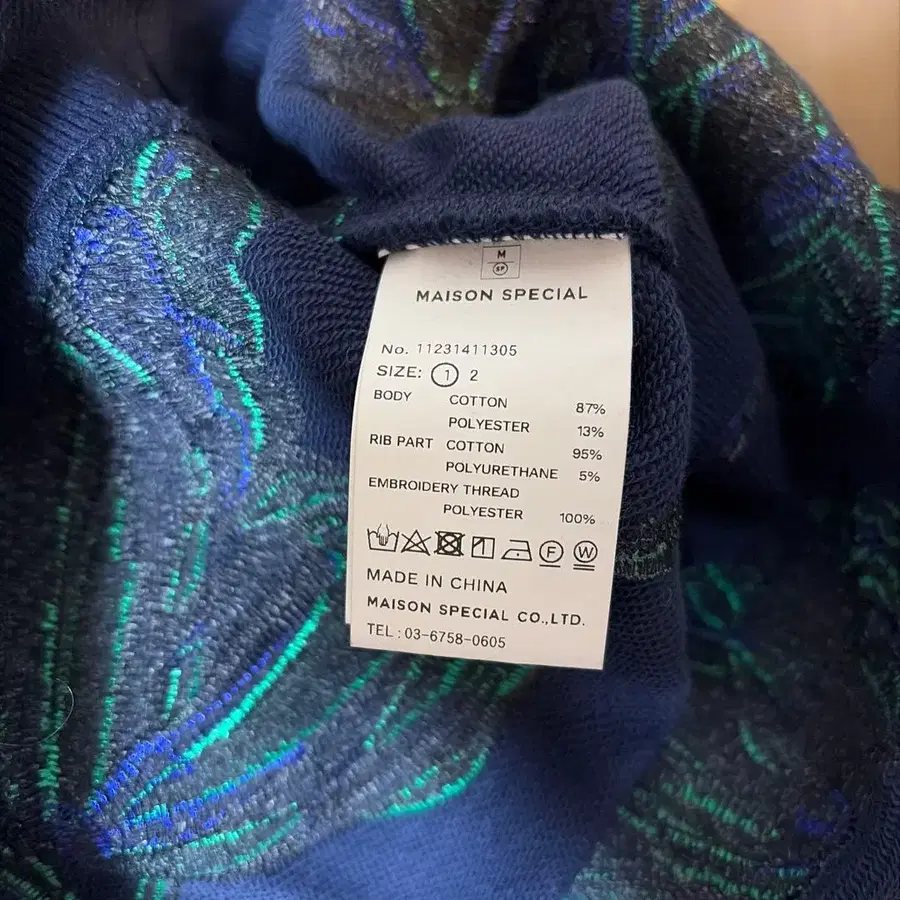 M
SP
MAISON SPECIAL
No. 11231411305
SIZE: 1 2
BODY COTTON 87%
POLYESTER 13%
RIB PART COTTON 95%
POLYURETHANE 5%
EMBROIDERY THREAD
POLYESTER 100%
F W
MADE IN CHINA
MAISON SPECIAL CO.,LTD.
TEL : 03-6758-0605